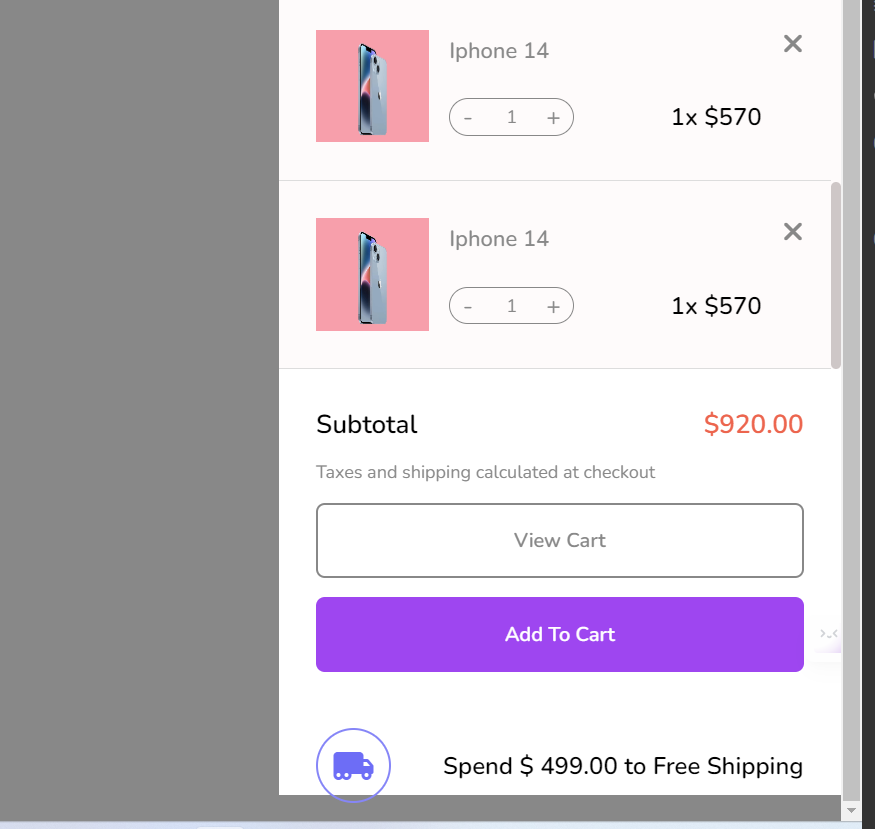 Iphone 14
- 1 +
1x $570
Iphone 14
- 1 +
1x $570
Subtotal
$920.00
Taxes and shipping calculated at checkout
View Cart
Add To Cart
Spend $ 499.00 to Free Shipping